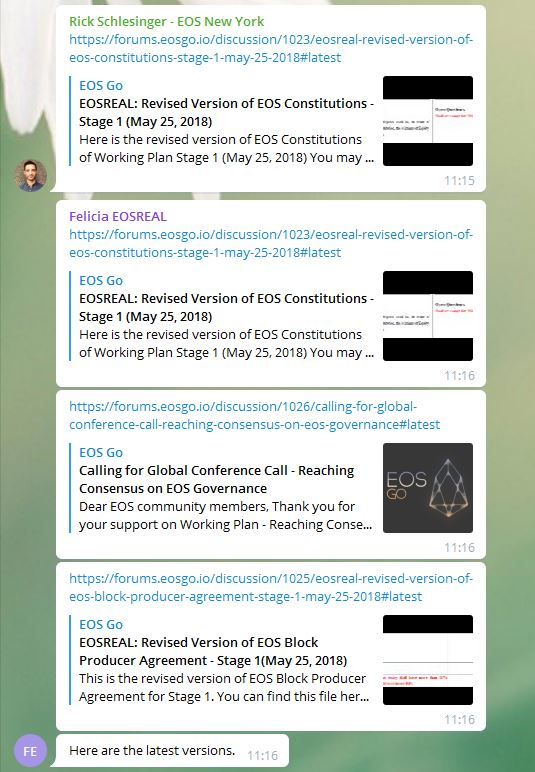 Rick Schlesinger - EOS New York
https://forums.eosgo.io/discussion/1023/eosreal-revised-version-of-
eos-constitutions-stage-1-may-25-2018#latest
EOS Go
EOSREAL: Revised Version of EOS Constitutions -
Stage 1 (May 25, 2018)
Here is the revised version of EOS Constitutions
of Working Plan Stage 1 (May 25, 2018) You may ...
11:15
Felicia EOSREAL
https://forums.eosgo.io/discussion/1023/eosreal-revised-version-of-
eos-constitutions-stage-1-may-25-2018#latest
EOS Go
EOSREAL: Revised Version of EOS Constitutions -
Stage 1 (May 25, 2018)
Here is the revised version of EOS Constitutions
of Working Plan Stage 1 (May 25, 2018) You may ...
11:16
https://forums.eosgo.io/discussion/1026/calling-for-global-
conference-call-reaching-consensus-on-eos-governance#latest
EOS Go
Calling for Global Conference Call - Reaching
Consensus on EOS Governance
Dear EOS community members, Thank you for
your support on Working Plan - Reaching Conse...
EOS
GO
11:16
https://forums.eosgo.io/discussion/1025/eosreal-revised-version-of-
eos-block-producer-agreement-stage-1-may-25-2018#latest
EOS Go
EOSREAL: Revised Version of EOS Block
Producer Agreement - Stage 1(May 25, 2018)
This is the revised version of EOS Block Producer
Agreement for Stage 1. You can find this file her...
11:16
FE
Here are the latest versions. 11:16